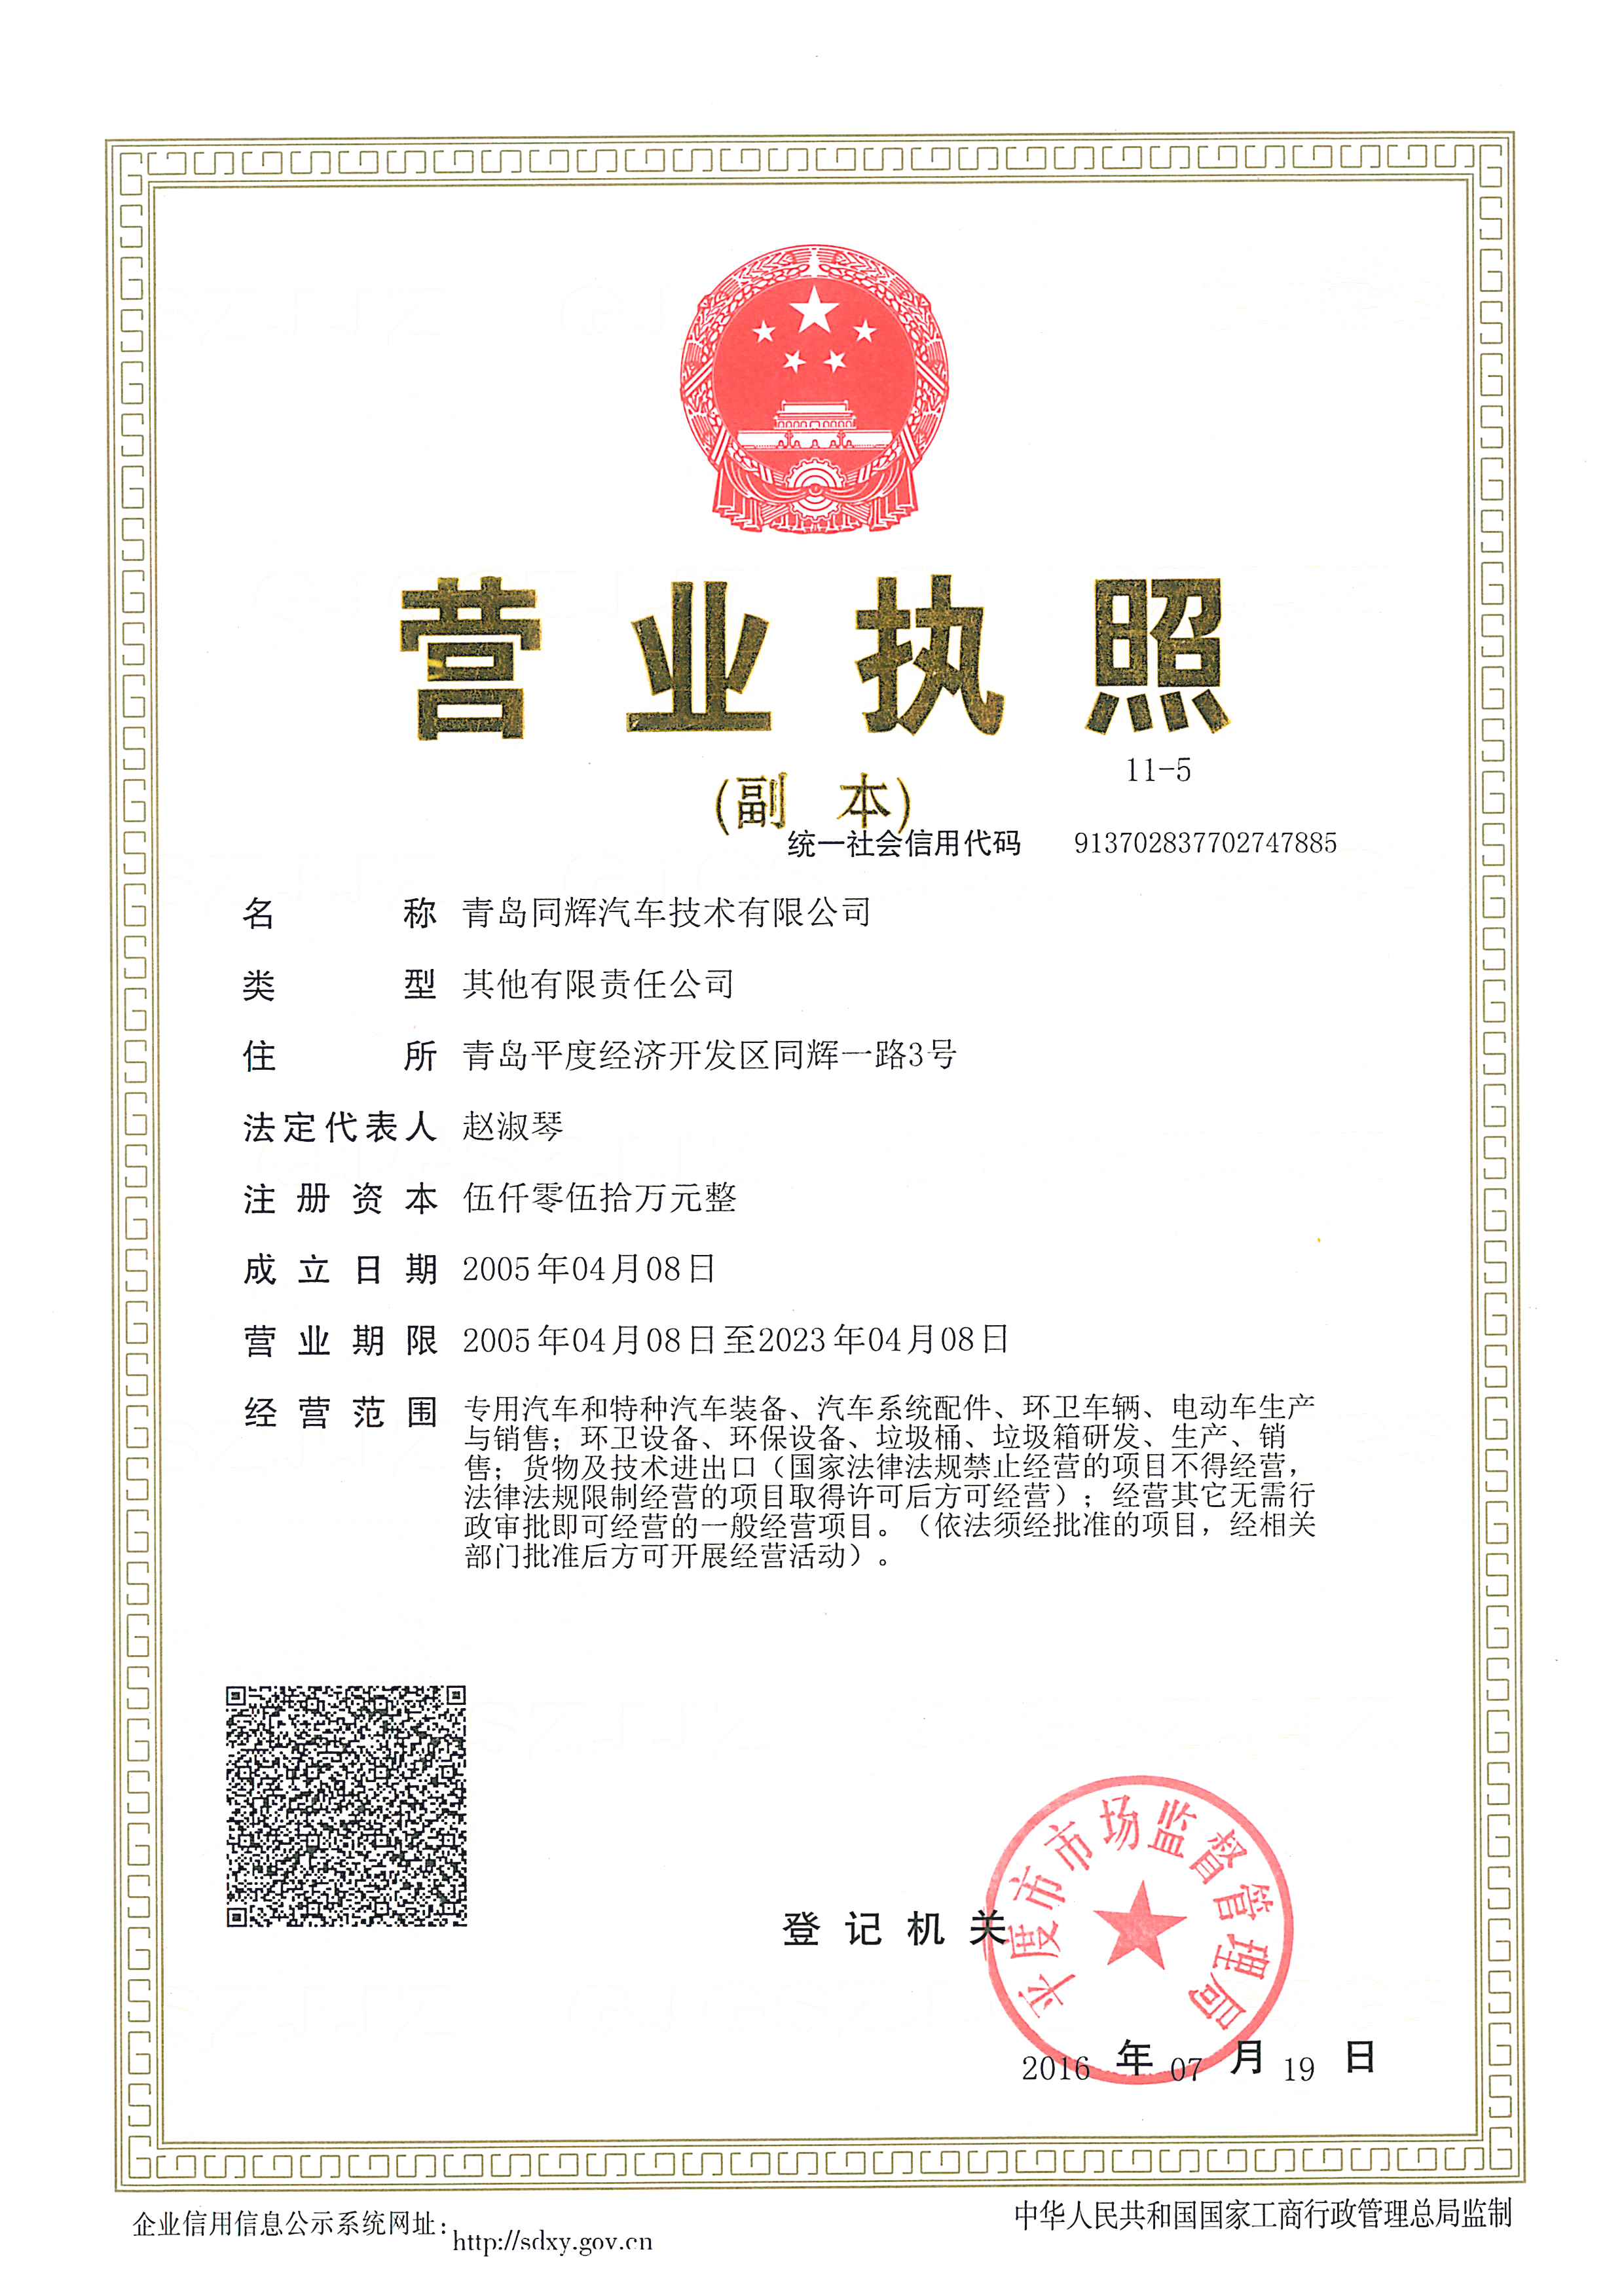 营业执照
(副 本)
11-5
统一社会信用代码 913702837702747885
名 称 青岛同辉汽车技术有限公司
类 型 其他有限责任公司
住 所 青岛平度经济开发区同辉一路3号
法定代表人 赵淑琴
注册资本 伍仟零伍拾万元整
成立日期 2005年04月08日
营业期限 2005年04月08日至2023年04月08日
经营范围 专用汽车和特种汽车装备、汽车系统配件、环卫车辆、电动车生产
与销售；环卫设备、环保设备、垃圾桶、垃圾箱研发、生产、销
售；货物及技术进出口（国家法律法规禁止经营的项目不得经营，
法律法规限制经营的项目取得许可后方可经营）；经营其它无需行
政审批即可经营的一般经营项目。（依法须经批准的项目，经相关
部门批准后方可开展经营活动）。
登记机关
平度市市场监督管理局
2016 年 07 月 19 日
企业信用信息公示系统网址：http://sdxy.gov.cn
中华人民共和国国家工商行政管理总局监制